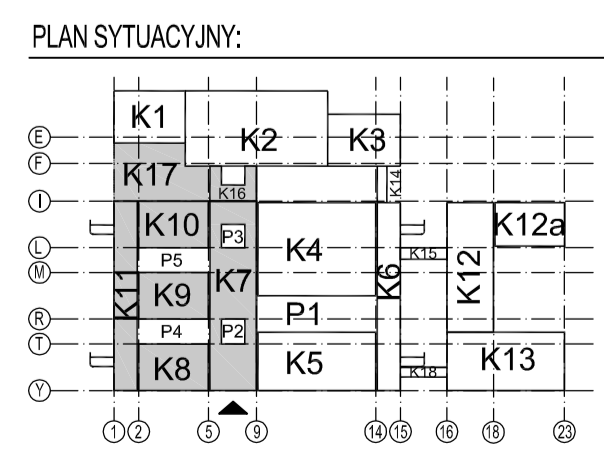 PLAN SYTUACYJNY:
K1
K2
K3
E
F
K17
K16
K14
I
K10
P3
K4
K12a
L
P5
K15
M
K11
K9
K7
K6
K12
R
P4
P2
P1
T
K8
K5
K18
K13
Y
1 2 5 9 14 15 16 18 23